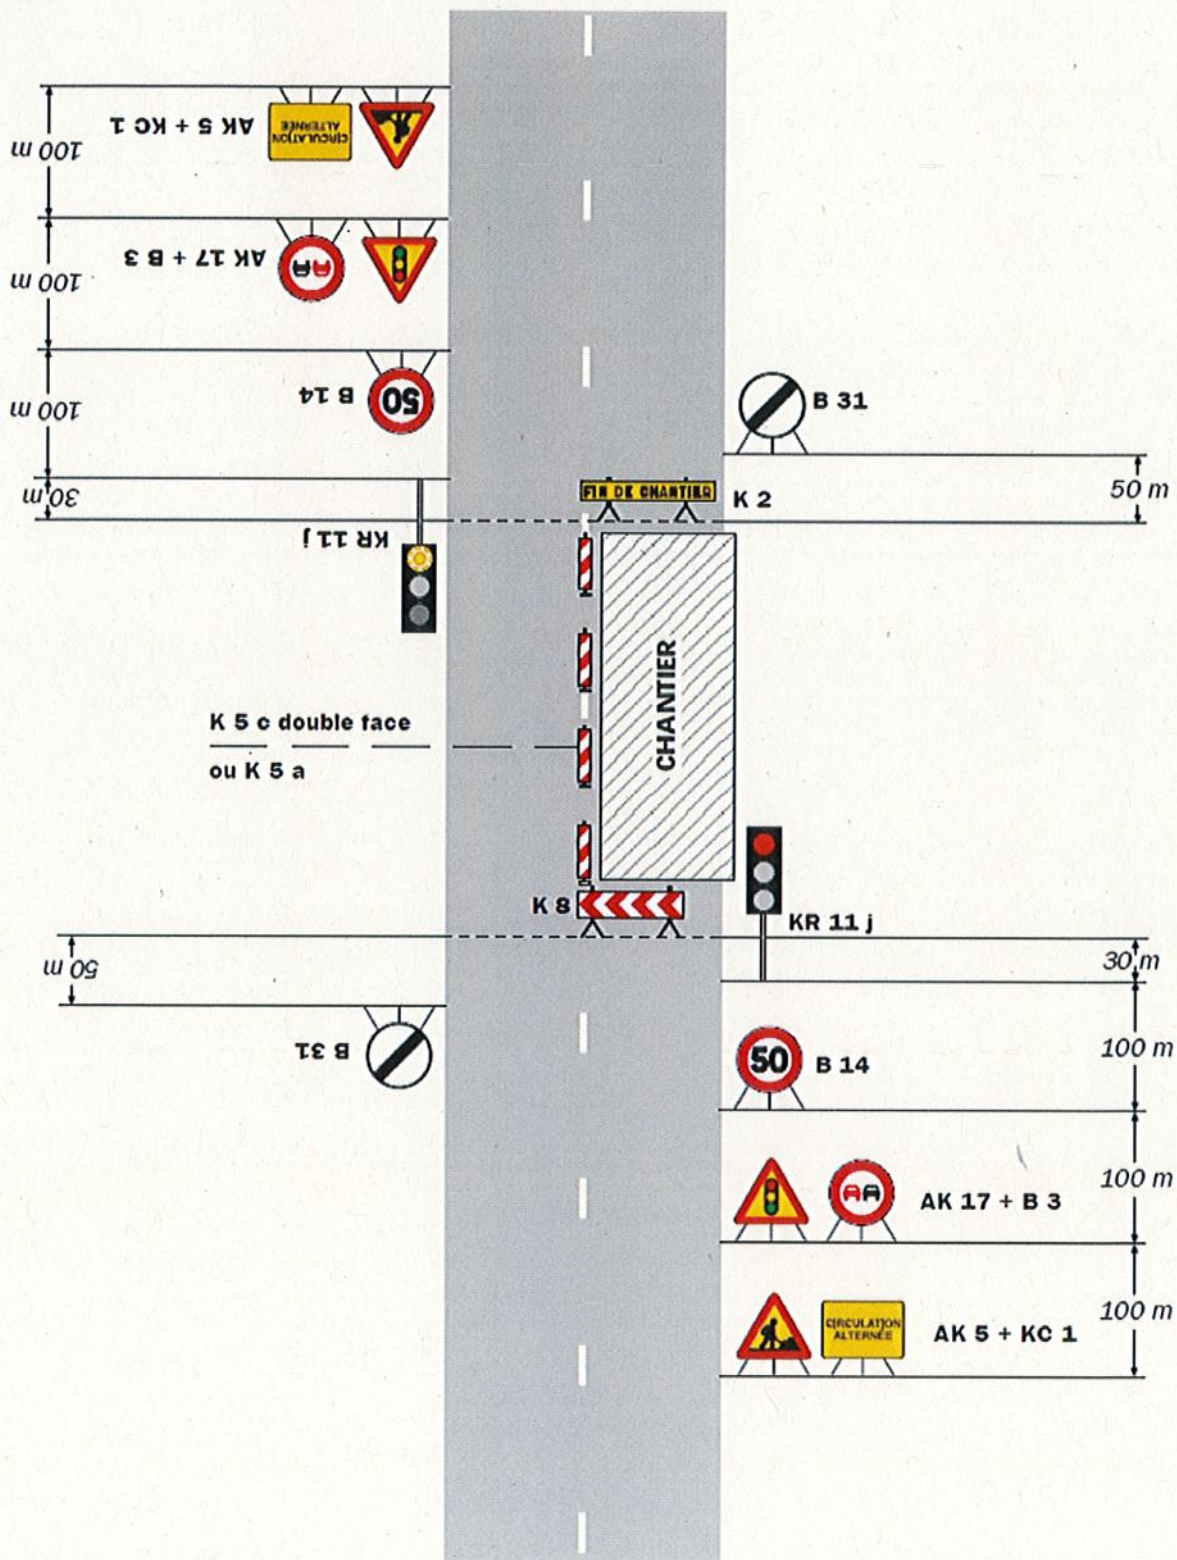 CIRCULATION
ALTERNÉE
AK 5 + KC 1
100 m
AK 17 + B 3
100 m
50
B 14
100 m
B 31
50 m
30 m
FIN DE CHANTIER
K 2
KR 11 j
CHANTIER
K 5 c double face
ou K 5 a
K 8
KR 11 j
50 m
30 m
B 31
50
B 14
100 m
AK 17 + B 3
100 m
CIRCULATION
ALTERNÉE
AK 5 + KC 1
100 m